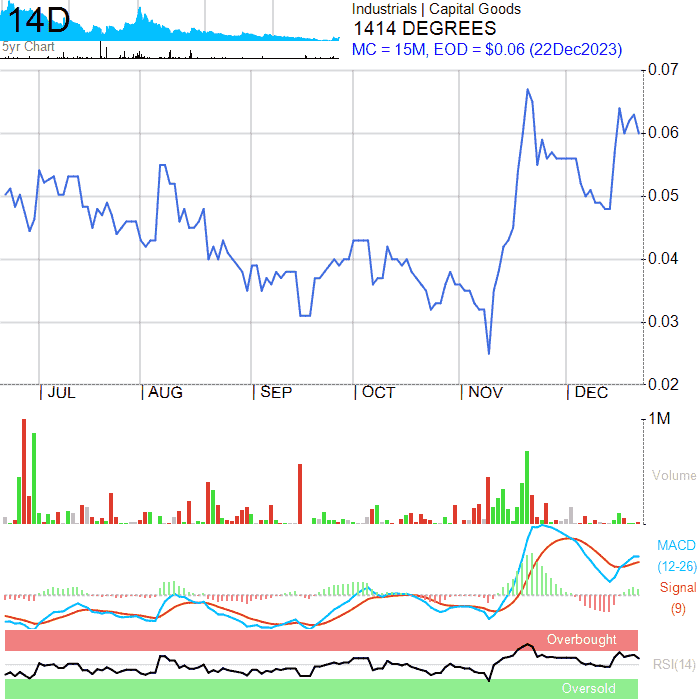 14D
5yr Chart
Industrials | Capital Goods
1414 DEGREES
MC = 15M, EOD = $0.06 (22Dec2023)
0.07
0.06
0.05
0.04
0.03
0.02
| JUL | AUG | SEP | OCT | NOV | DEC
1M
Volume
MACD
(12-26)
Signal
(9)
Overbought
RSI(14)
Oversold